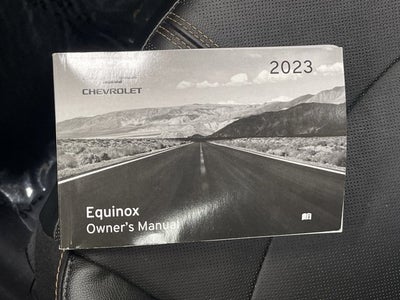 2023
CHEVROLET
Equinox
Owner's Manual